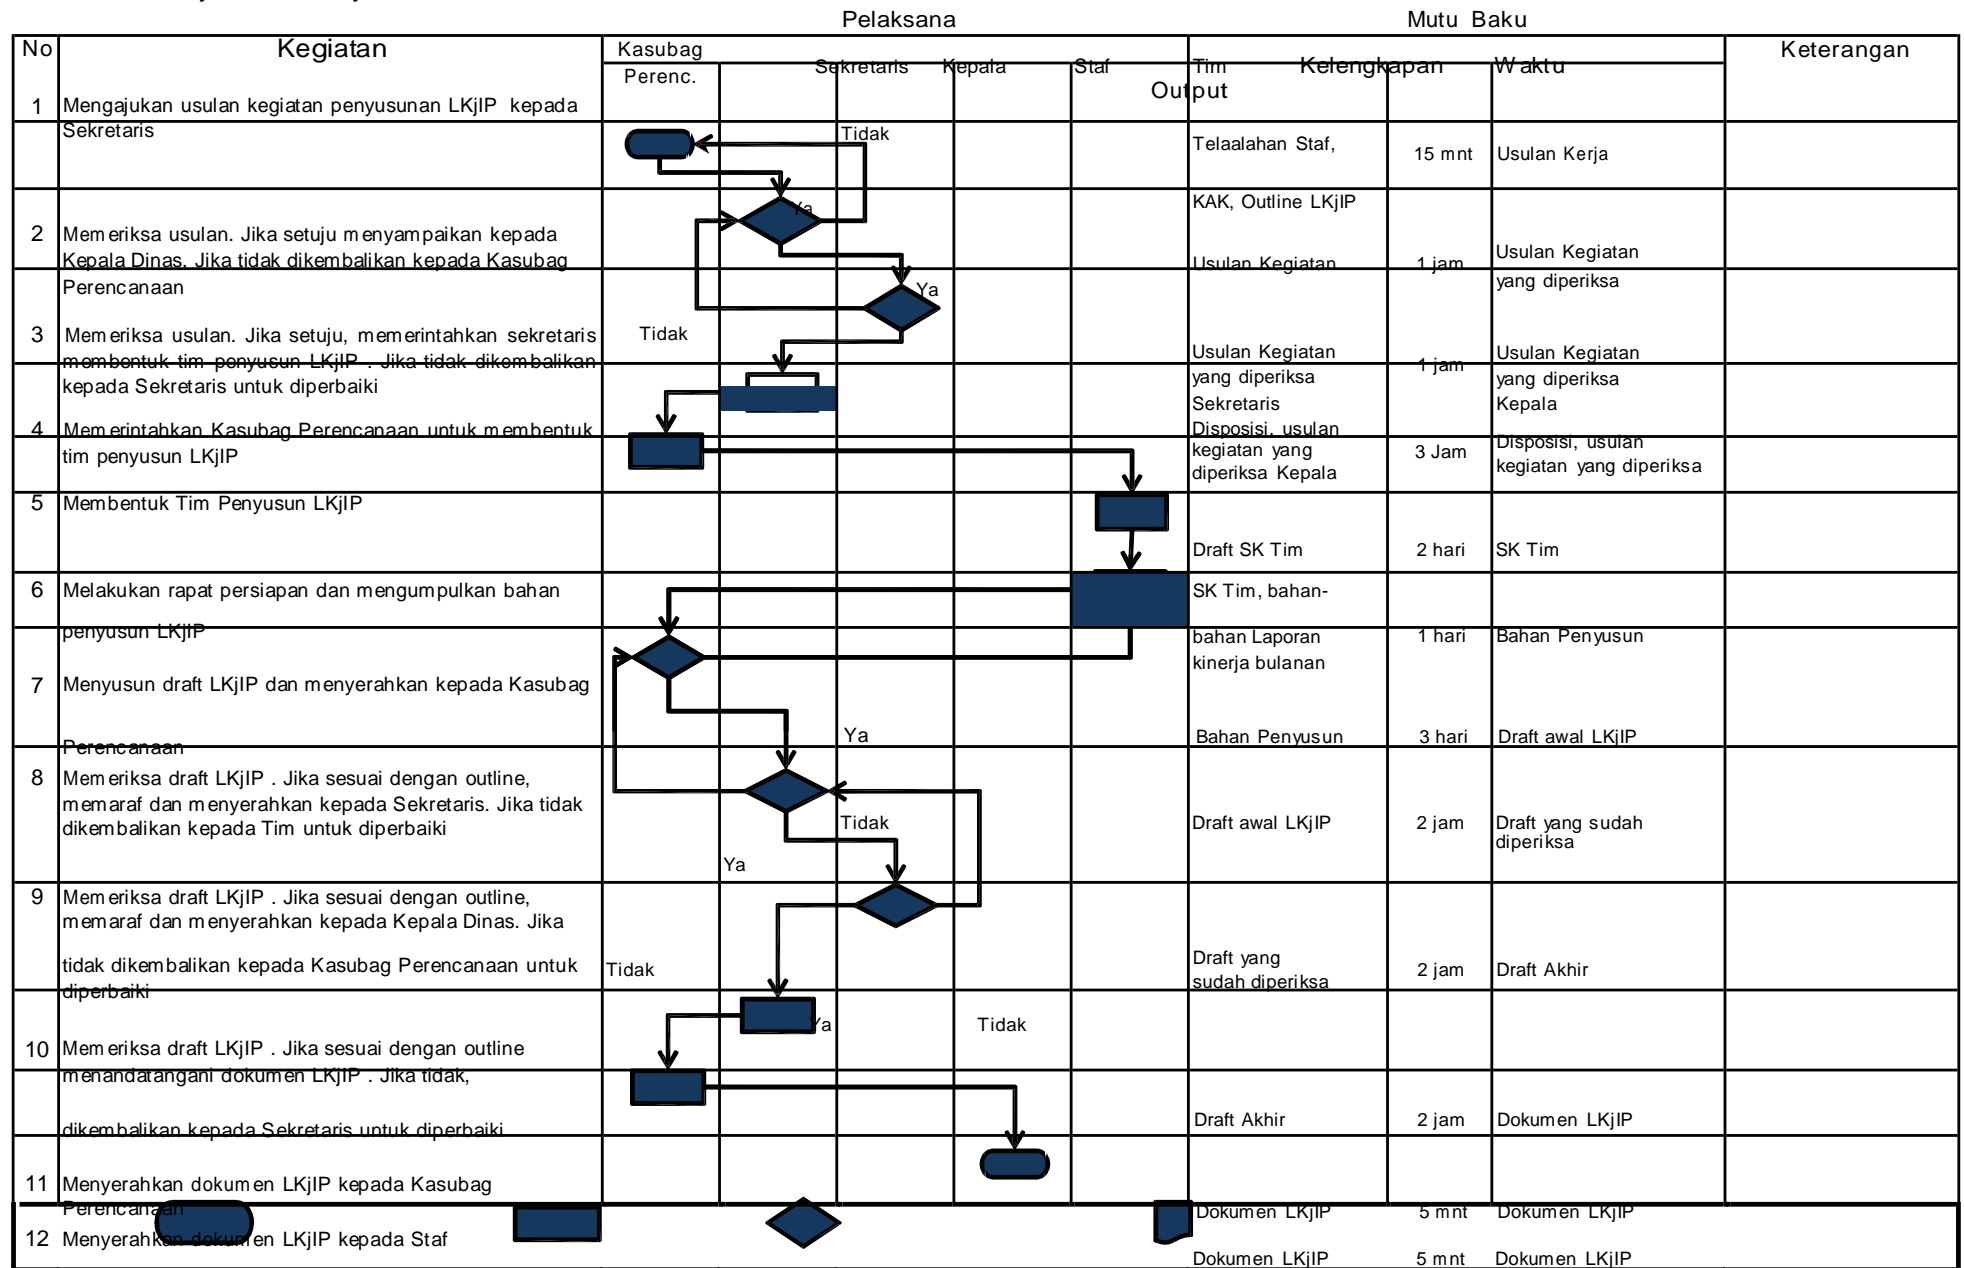 Pelaksana
Mutu Baku
No
Kegiatan
Kasubag
Perenc.
Sekretaris
Kepala
Staf
Tim
Kelengkapan
Waktu
Output
Keterangan
1
Mengajukan usulan kegiatan penyusunan LKjIP kepada
Sekretaris
Tidak
Telaalahan Staf,
15 mnt
Usulan Kerja
KAK, Outline LKjIP
Ya
2
Memeriksa usulan. Jika setuju menyampaikan kepada
Kepala Dinas. Jika tidak dikembalikan kepada Kasubag
Perencanaan
Usulan Kegiatan
1 jam
Usulan Kegiatan
yang diperiksa
Ya
3
Memeriksa usulan. Jika setuju, memerintahkan sekretaris
membentuk tim penyusun LKjIP . Jika tidak dikembalikan
kepada Sekretaris untuk diperbaiki
Tidak
Usulan Kegiatan
yang diperiksa
Sekretaris
1 jam
Usulan Kegiatan
yang diperiksa
Kepala
4
Memerintahkan Kasubag Perencanaan untuk membentuk
tim penyusun LKjIP
Disposisi, usulan
kegiatan yang
diperiksa Kepala
3 Jam
Disposisi, usulan
kegiatan yang diperiksa
5
Membentuk Tim Penyusun LKjIP
Draft SK Tim
2 hari
SK Tim
6
Melakukan rapat persiapan dan mengumpulkan bahan
penyusun LKjIP
SK Tim, bahan-
bahan Laporan
kinerja bulanan
1 hari
Bahan Penyusun
7
Menyusun draft LKjIP dan menyerahkan kepada Kasubag
Perencanaan
Ya
Bahan Penyusun
3 hari
Draft awal LKjIP
8
Memeriksa draft LKjIP . Jika sesuai dengan outline,
memaraf dan menyerahkan kepada Sekretaris. Jika tidak
dikembalikan kepada Tim untuk diperbaiki
Tidak
Ya
Draft awal LKjIP
2 jam
Draft yang sudah
diperiksa
9
Memeriksa draft LKjIP . Jika sesuai dengan outline,
memaraf dan menyerahkan kepada Kepala Dinas. Jika
tidak dikembalikan kepada Kasubag Perencanaan untuk
diperbaiki
Tidak
Draft yang
sudah diperiksa
2 jam
Draft Akhir
Ya
Tidak
10
Memeriksa draft LKjIP . Jika sesuai dengan outline
menandatangani dokumen LKjIP . Jika tidak,
dikembalikan kepada Sekretaris untuk diperbaiki
Draft Akhir
2 jam
Dokumen LKjIP
11
Menyerahkan dokumen LKjIP kepada Kasubag
Perencanaan
Dokumen LKjIP
5 mnt
Dokumen LKjIP
12
Menyerahkan dokumen LKjIP kepada Staf
Dokumen LKjIP
5 mnt
Dokumen LKjIP